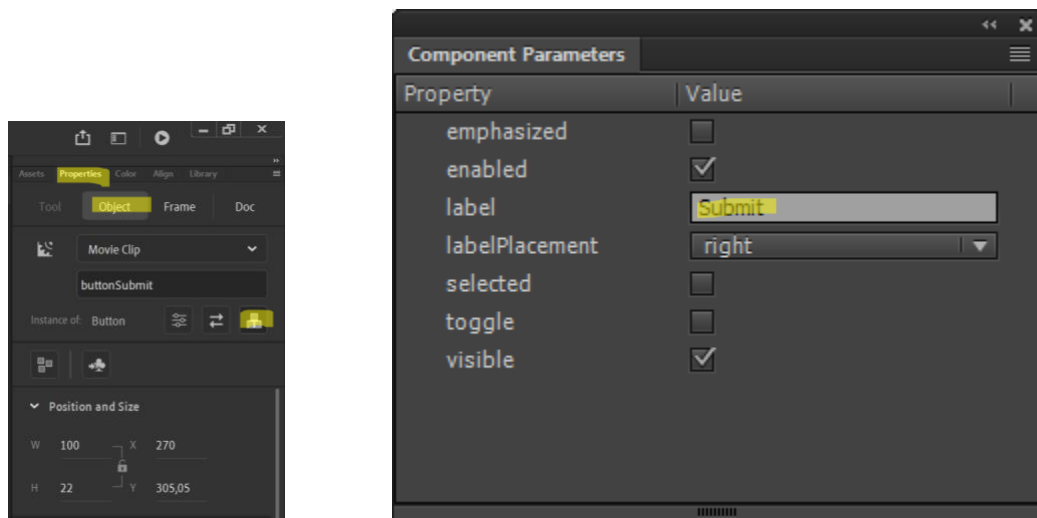 Assets Properties Color Align Library
Tool Object Frame Doc
Movie Clip
buttonSubmit
Instance of: Button
Position and Size
W 100 X 270
H 22 Y 305,05
Component Parameters
Property Value
emphasized
enabled
label Submit
labelPlacement right
selected
toggle
visible